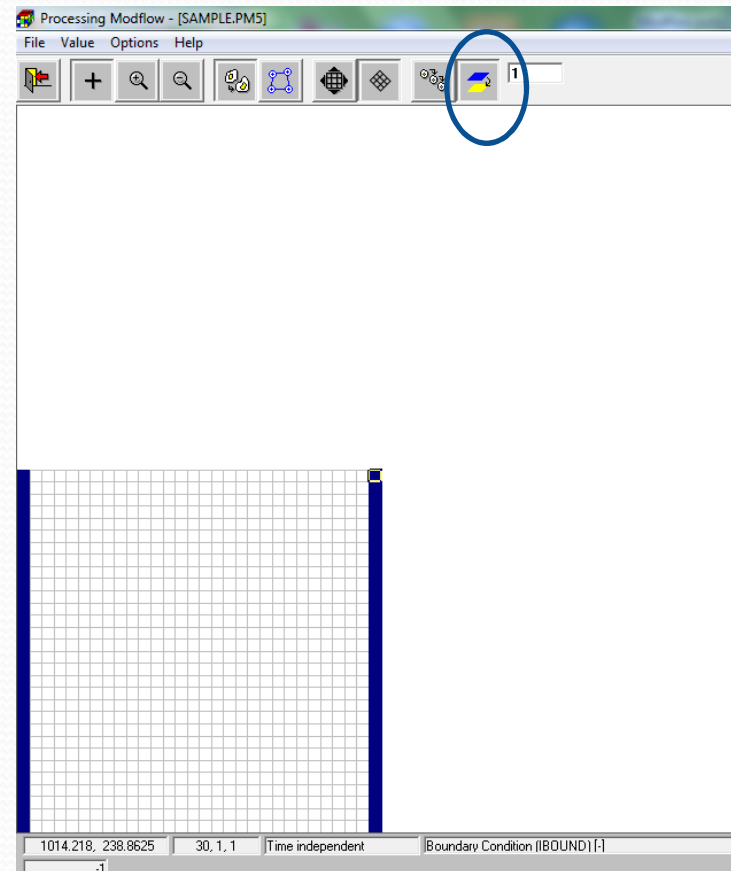 Processing Modflow - [SAMPLE.PM5]
File Value Options Help
1
1014.218, 238.8625 30, 1, 1 Time independent Boundary Condition (IBOUND) [-]
-1